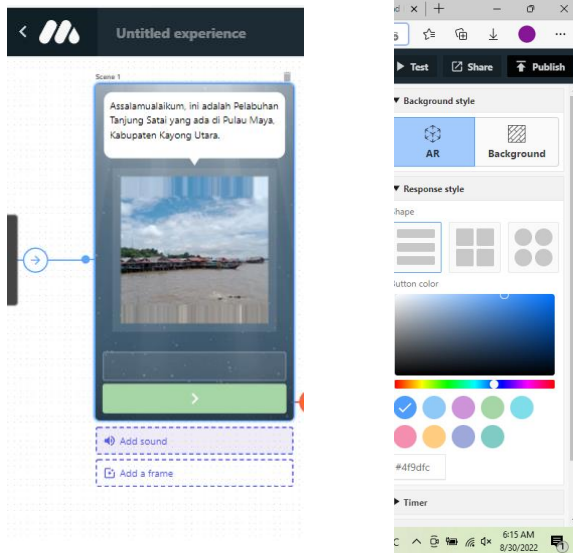 Untitled experience
Scene 1
Assalamualaikum, ini adalah Pelabuhan
Tanjung Satai yang ada di Pulau Maya,
Kabupaten Kayong Utara.
Add sound
Add a frame
Test
Share
Publish
Background style
AR
Background
Response style
Shape
Button color
#4f9dfc
Timer
6:15 AM
8/30/2022
1